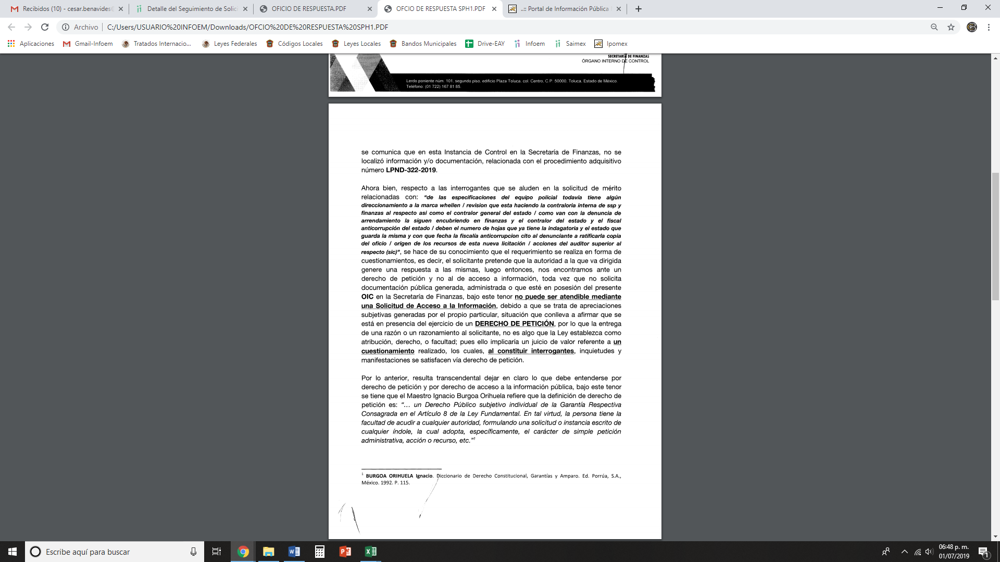 Recibidos (10) - cesar.benavides
Detalle del Seguimiento de Solici
OFICIO DE RESPUESTA.PDF
OFCIO DE RESPUESTA SPH1.PDF
..:: Portal de Información Pública
Archivo
C:/Users/USUARIO%20INFOEM/Downloads/OFCIO%20DE%20RESPUESTA%20SPH1.PDF
Aplicaciones
Gmail-Infoem
Tratados Internacio...
Leyes Federales
Códigos Locales
Leyes Locales
Bandos Municipales
Drive-EAY
Infoem
Saimex
Ipomex
SECRETARÍA DE FINANZAS
ÓRGANO INTERNO DE CONTROL
Lerdo poniente núm. 101, segundo piso, edificio Plaza Toluca, col. Centro, C.P. 50000, Toluca, Estado de México.
Teléfono: (01 722) 167 81 85.
se comunica que en esta Instancia de Control en la Secretaría de Finanzas, no se
localizó información y/o documentación, relacionada con el procedimiento adquisitivo
número LPND-322-2019.
Ahora bien, respecto a las interrogantes que se aluden en la solicitud de mérito
relacionadas con: “de las especificaciones del equipo policial todavía tiene algún
direccionamiento a la marca whellen / revision que esta haciendo la contraloria interna de ssp y
finanzas al respecto asi como el contralor general del estado / como van con la denuncia de
arrendamiento la siguen encubriendo en finanzas y el contralor del estado y el fiscal
anticorrupción del estado / deben el numero de hojas que ya tiene la indagatoria y el estado que
guarda la misma y con que fecha la fiscalía anticorrupcion cito al denunciante a ratificarla copia
del oficio / origen de los recursos de esta nueva licitación / acciones del auditor superior al
respecto (sic)”, se hace de su conocimiento que el requerimiento se realiza en forma de
cuestionamientos, es decir, el solicitante pretende que la autoridad a la que va dirigida
genere una respuesta a las mismas, luego entonces, nos encontramos ante un
derecho de petición y no al de acceso a información, toda vez que no solicita
documentación pública generada, administrada o que esté en posesión del presente
OIC en la Secretaría de Finanzas, bajo este tenor no puede ser atendible mediante
una Solicitud de Acceso a la Información, debido a que se trata de apreciaciones
subjetivas generadas por el propio particular, situación que conlleva a afirmar que se
está en presencia del ejercicio de un DERECHO DE PETICIÓN, por lo que la entrega
de una razón o un razonamiento al solicitante, no es algo que la Ley establezca como
atribución, derecho, o facultad; pues ello implicaría un juicio de valor referente a un
cuestionamiento realizado, los cuales, al constituir interrogantes, inquietudes y
manifestaciones se satisfacen vía derecho de petición.
Por lo anterior, resulta transcendental dejar en claro lo que debe entenderse por
derecho de petición y por derecho de acceso a la información pública, bajo este tenor
se tiene que el Maestro Ignacio Burgoa Orihuela refiere que la definición de derecho de
petición es: “… un Derecho Público subjetivo individual de la Garantía Respectiva
Consagrada en el Artículo 8 de la Ley Fundamental. En tal virtud, la persona tiene la
facultad de acudir a cualquier autoridad, formulando una solicitud o instancia escrito de
cualquier índole, la cual adopta, específicamente, el carácter de simple petición
administrativa, acción o recurso, etc.”1
1 BURGOA ORIHUELA Ignacio. Diccionario de Derecho Constitucional, Garantías y Amparo. Ed. Porrúa, S.A.,
México. 1992. P. 115.
Escribe aquí para buscar
06:48 p. m.
01/07/2019
1